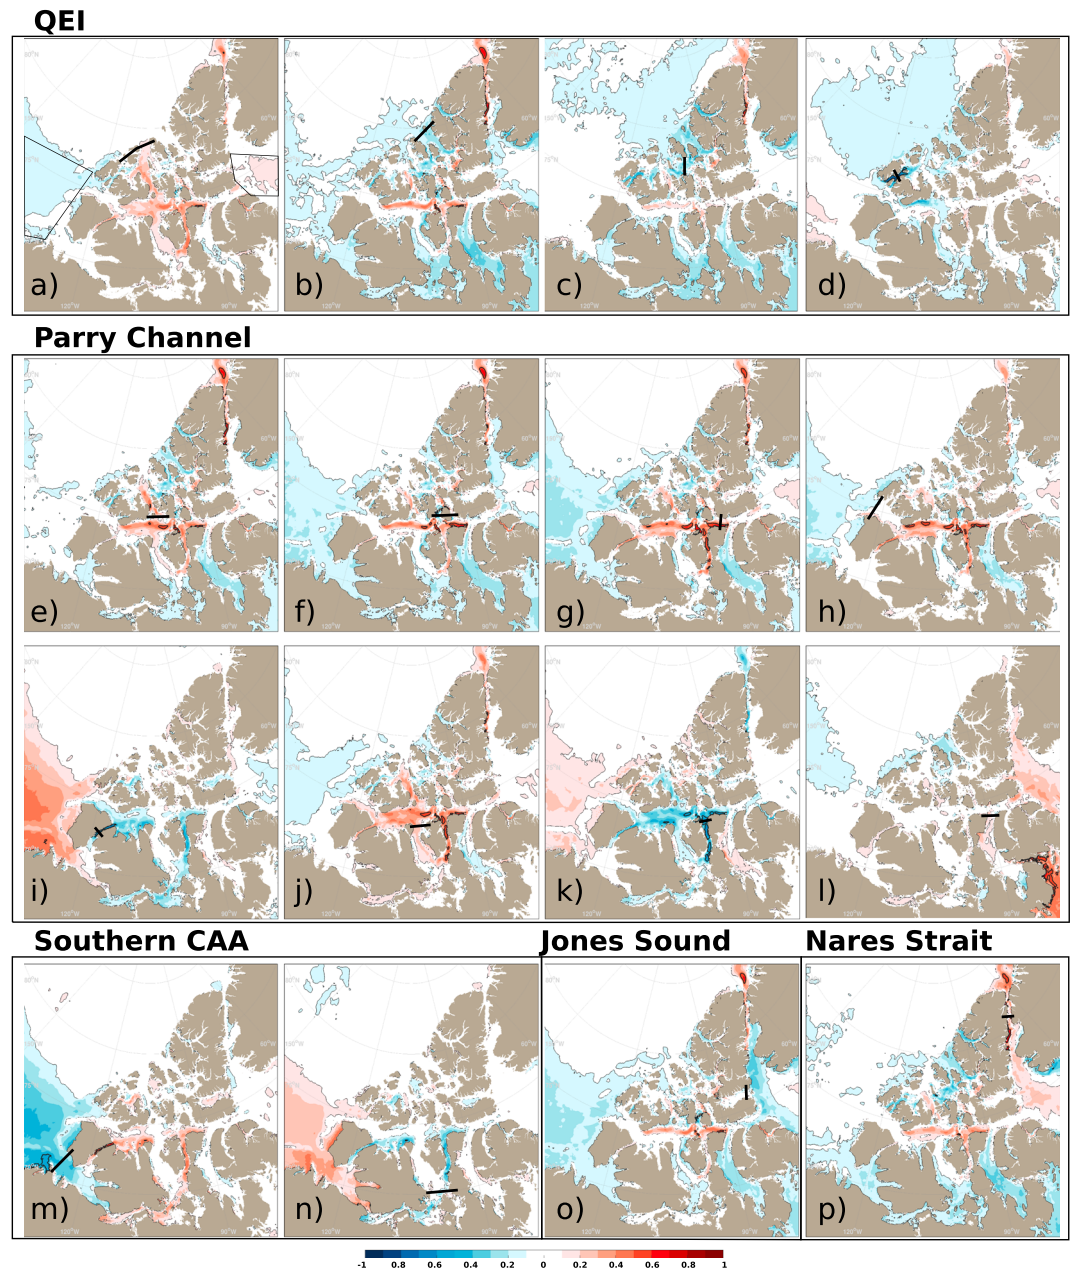 QEI
a) b) c) d)
Parry Channel
e) f) g) h)
i) j) k) l)
Southern CAA Jones Sound Nares Strait
m) n) o) p)
-1 0.8 0.6 0.4 0.2 0 0.2 0.4 0.6 0.8 1